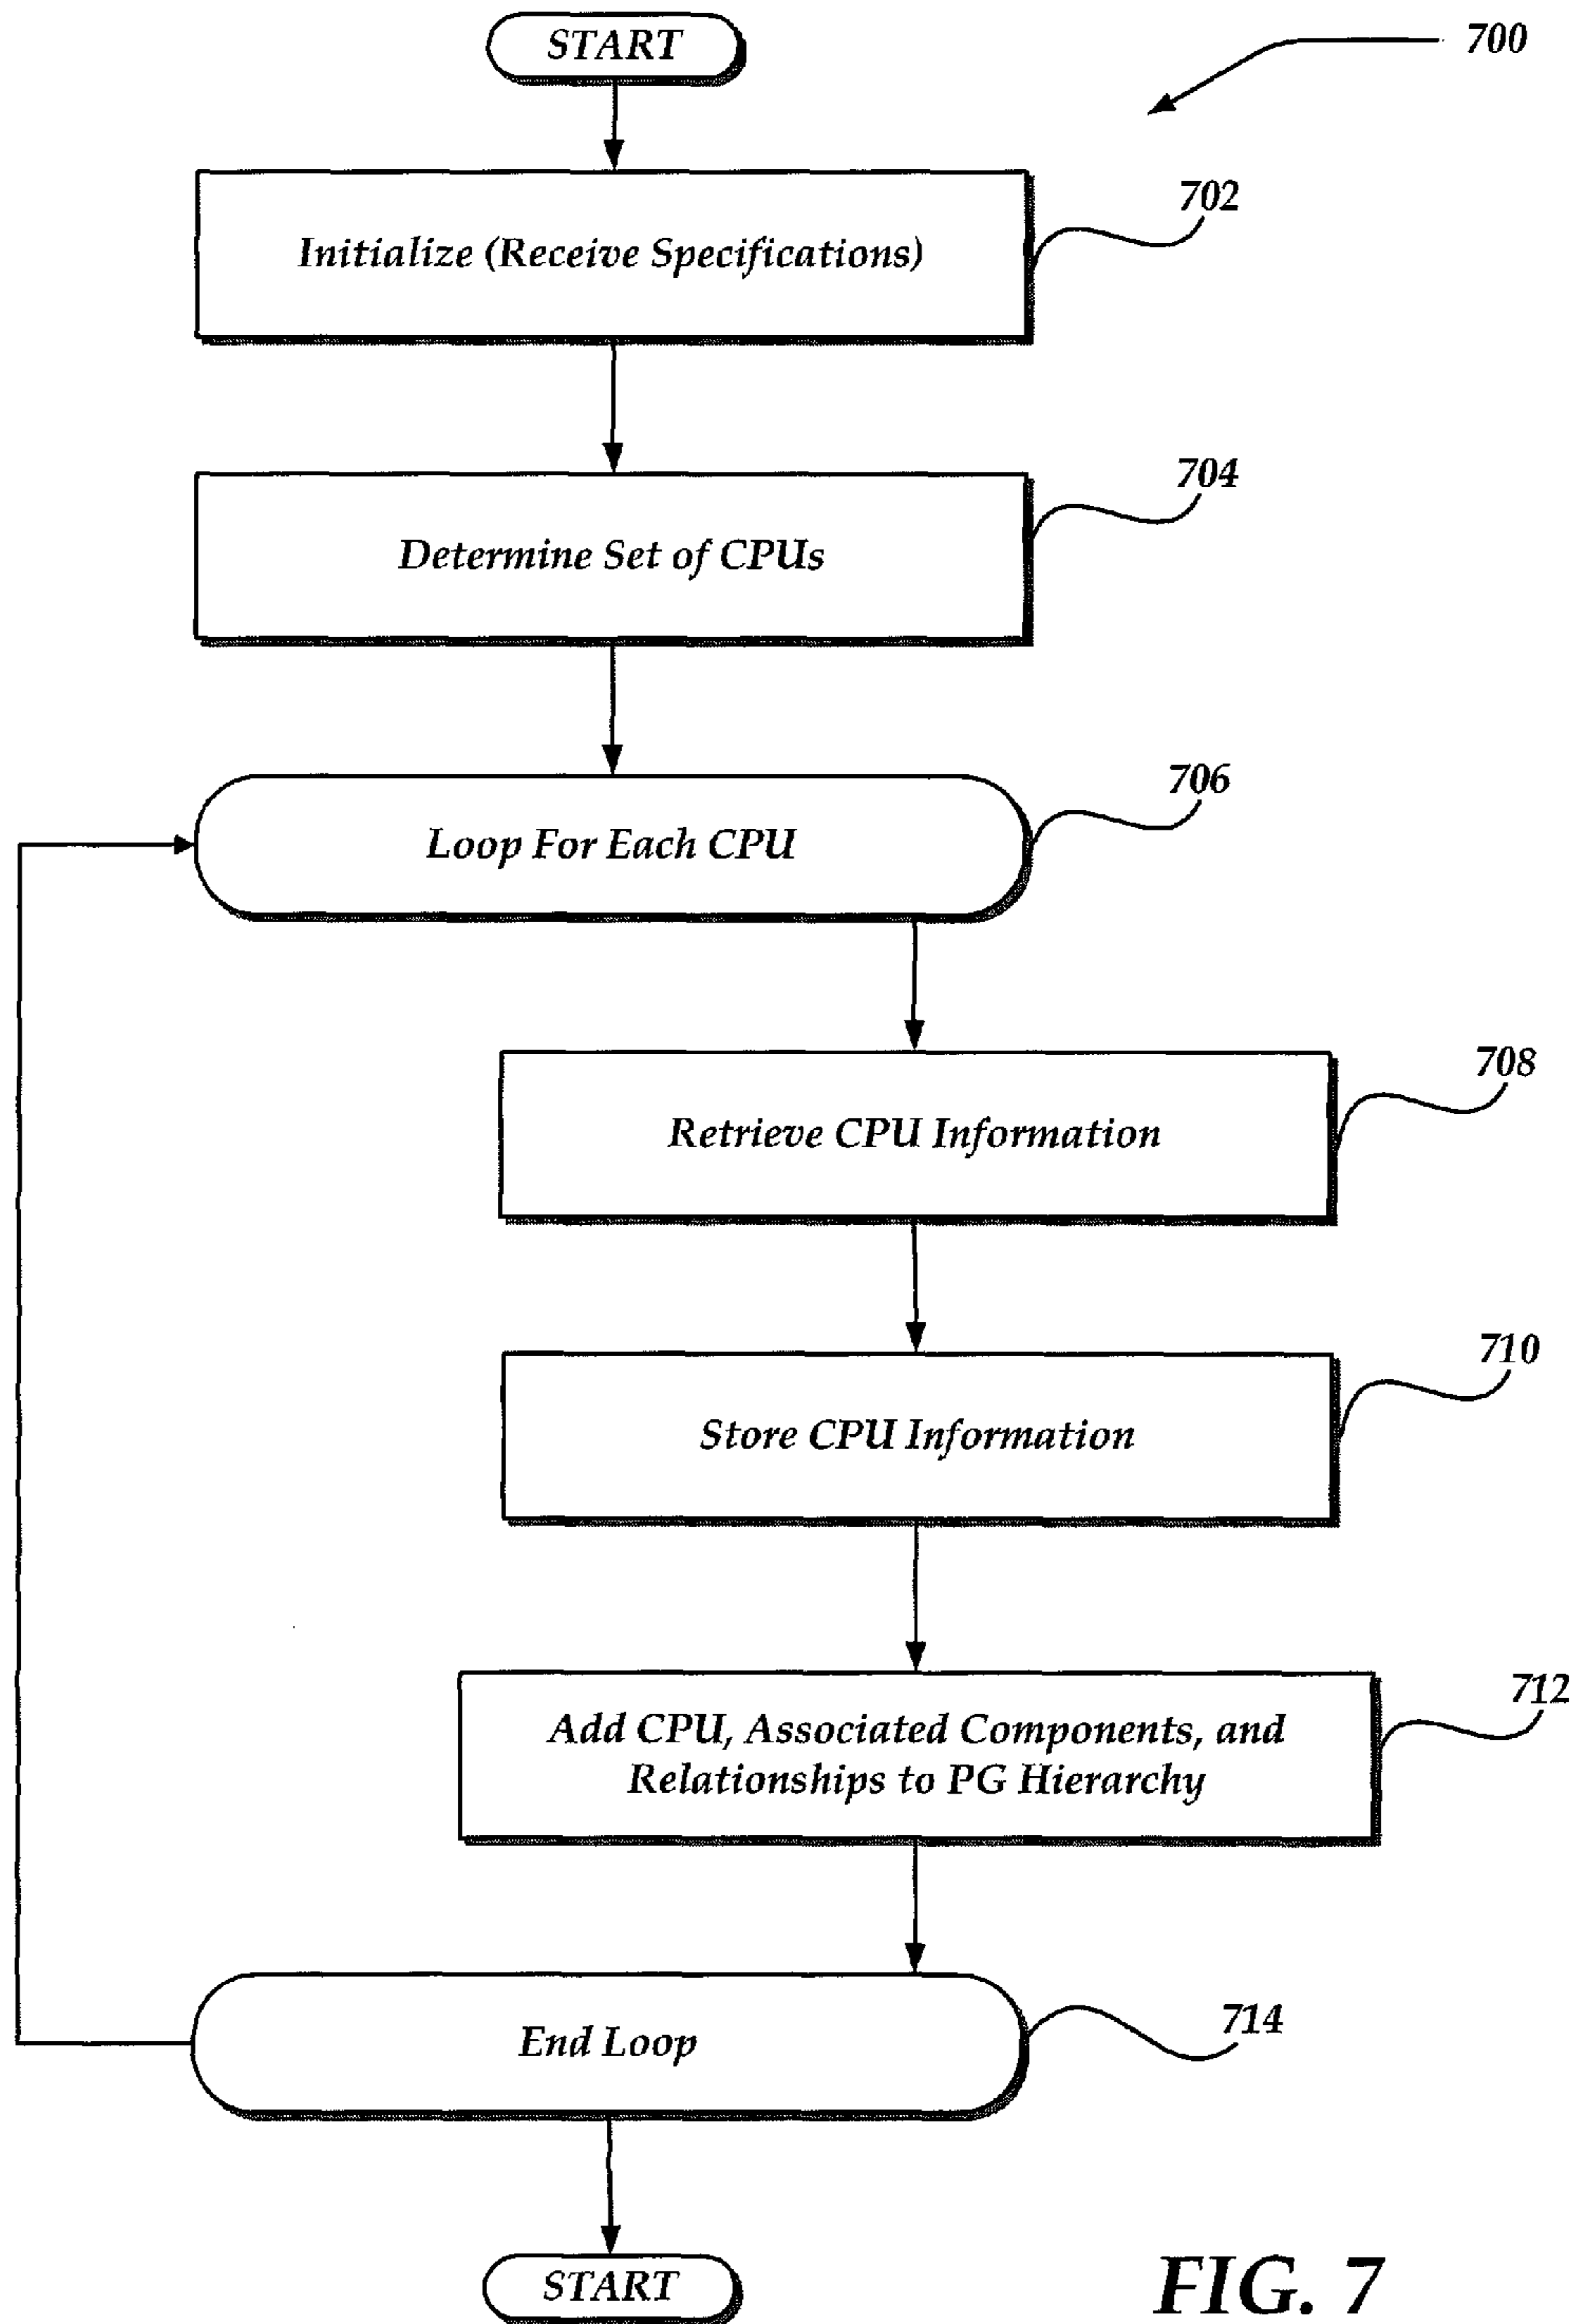 START
700
702
Initialize (Receive Specifications)
704
Determine Set of CPUs
706
Loop For Each CPU
708
Retrieve CPU Information
710
Store CPU Information
712
Add CPU, Associated Components, and
Relationships to PG Hierarchy
714
End Loop
START
FIG. 7